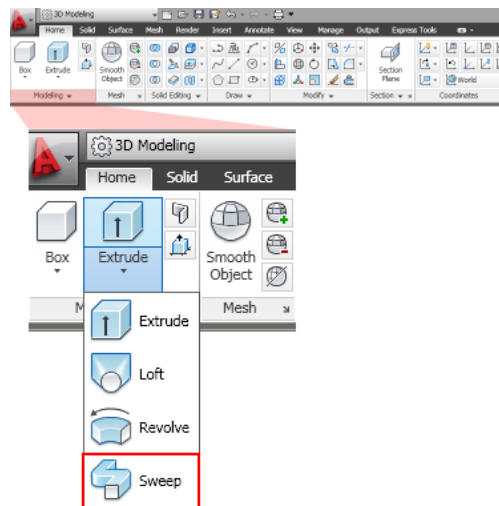 3D Modeling
Home Solid Surface Mesh Render Insert Annotate View Manage Output Express Tools
Box Extrude Smooth Object Section Plane World
Modeling Mesh Solid Editing Draw Modify Section Coordinates
3D Modeling
Home Solid Surface
Box Extrude Smooth
Object
M Mesh
Extrude
Loft
Revolve
Sweep